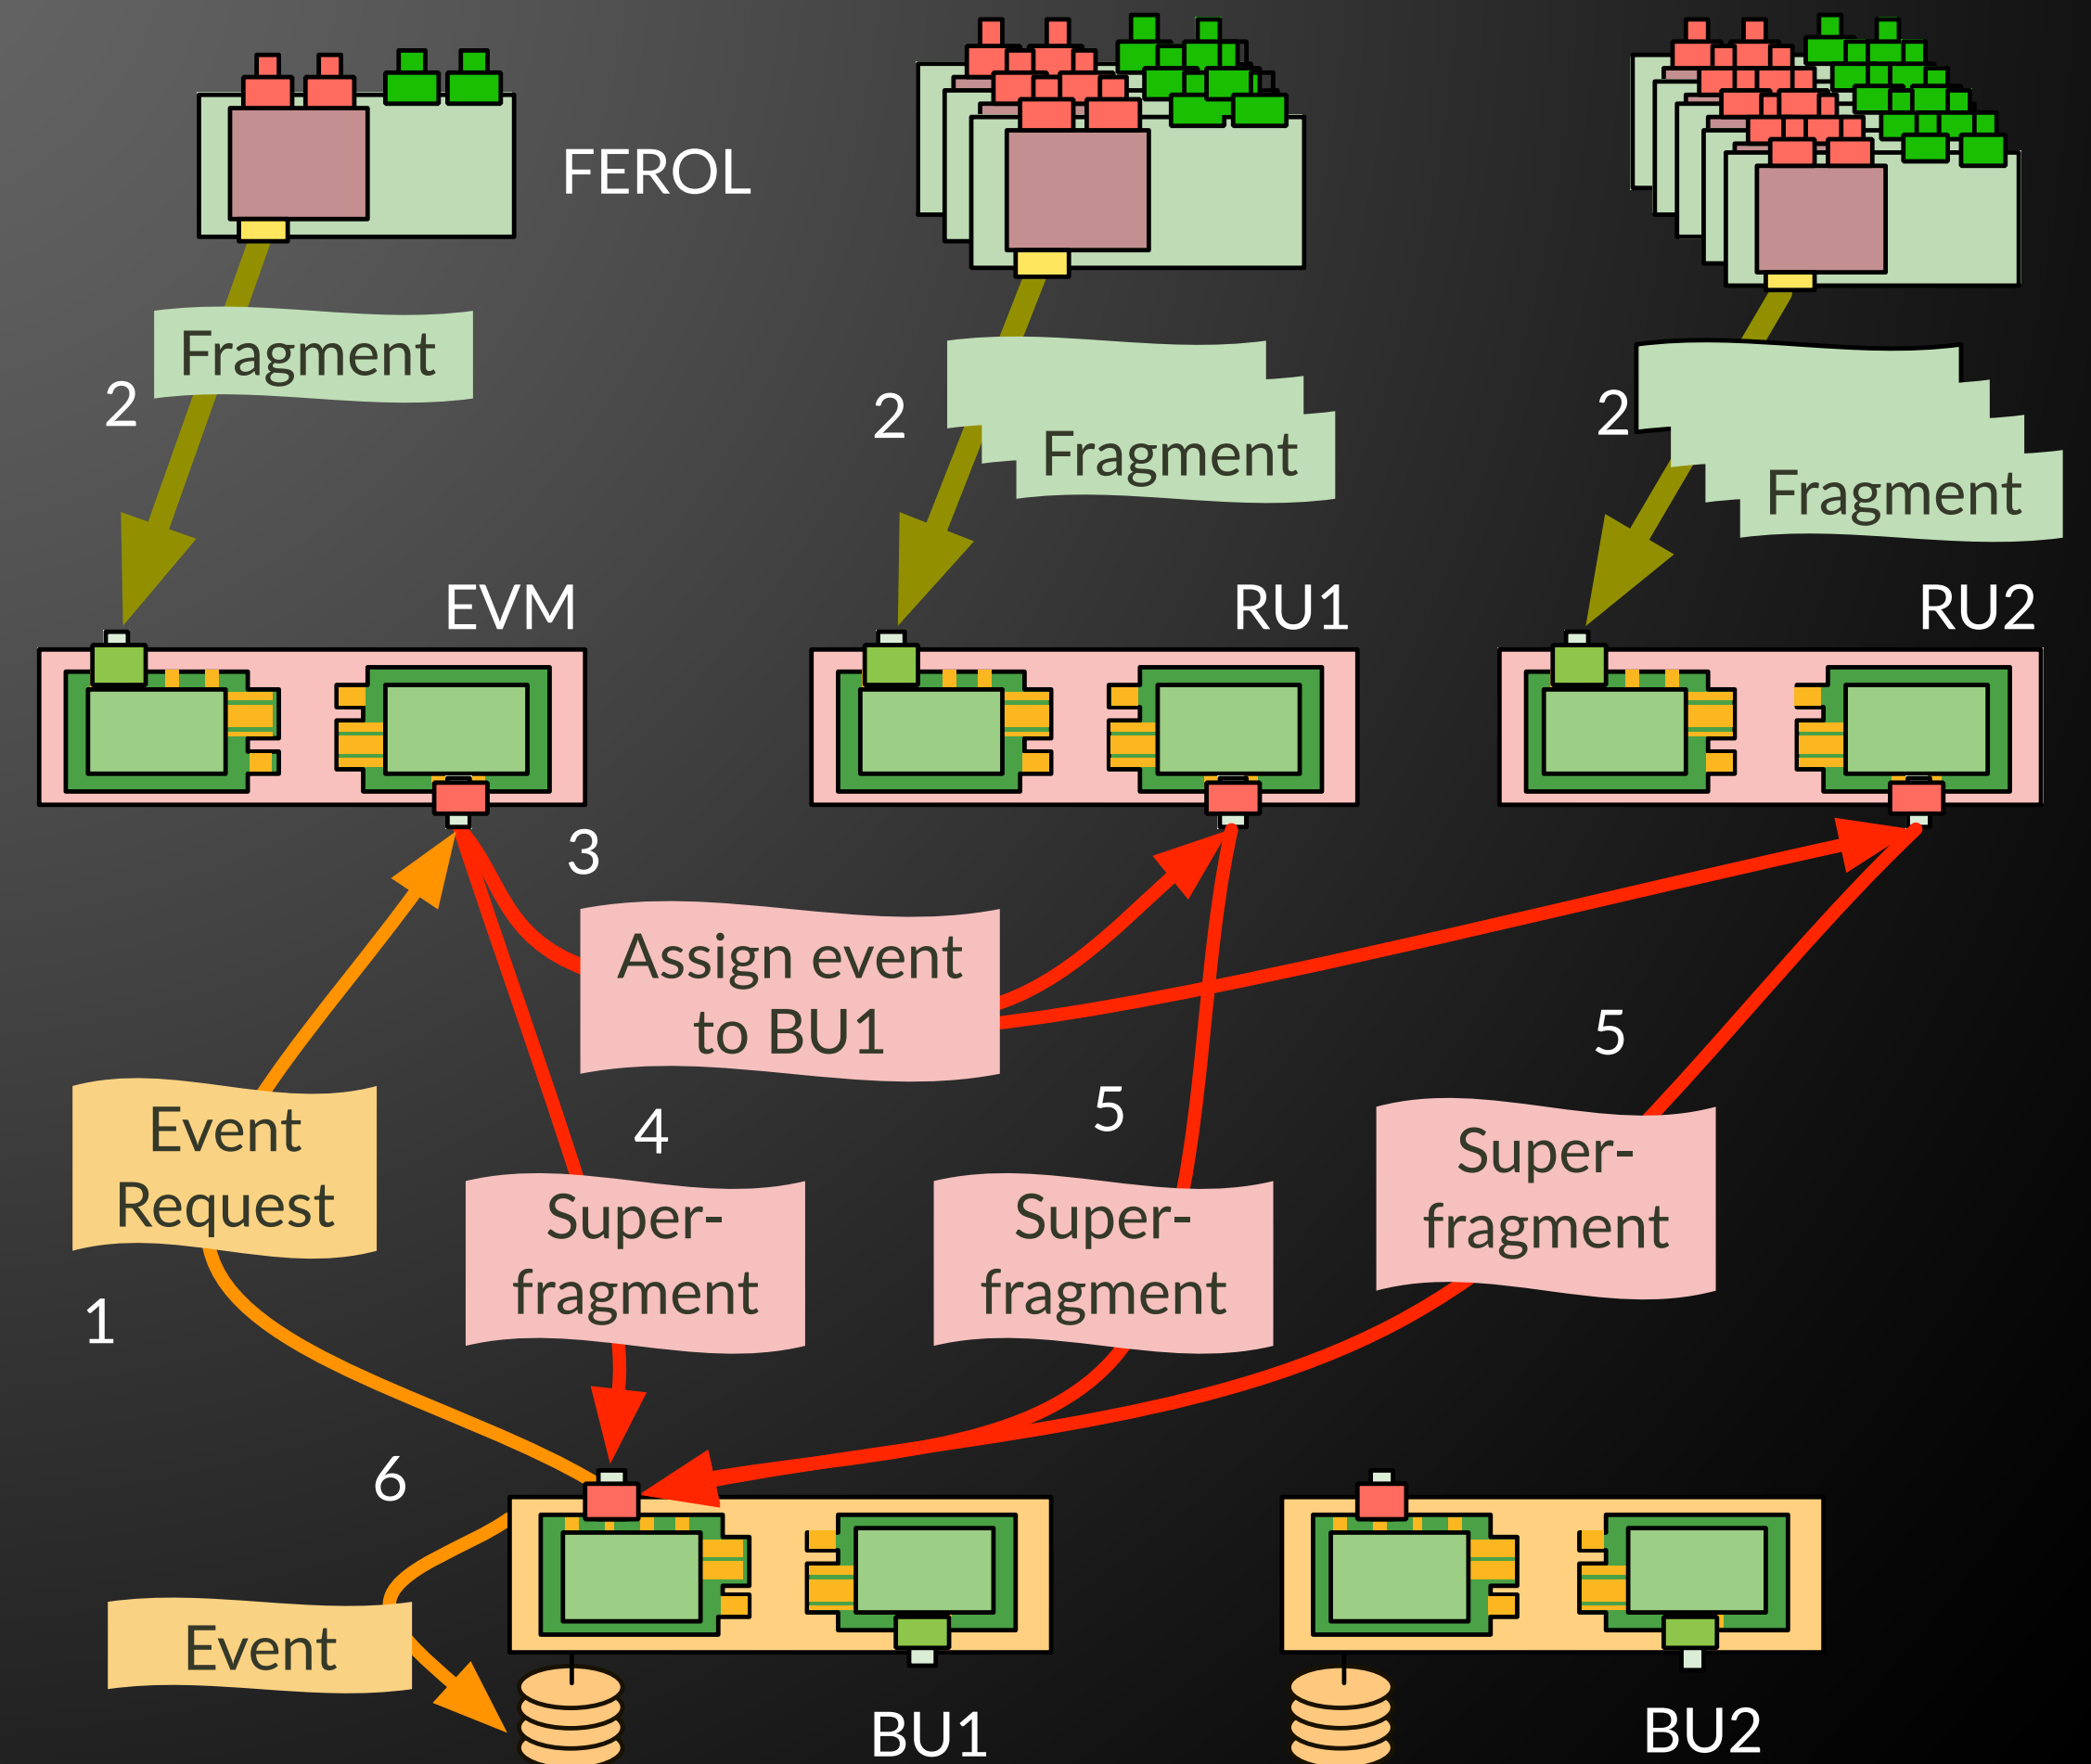 FEROL
Fragment
2
Fragment
2
Fragment
2
EVM
RU1
RU2
3
Assign event
to BU1
Event
Request
1
4
Super-
fragment
5
Super-
fragment
5
Super-
fragment
6
Event
BU1
BU2